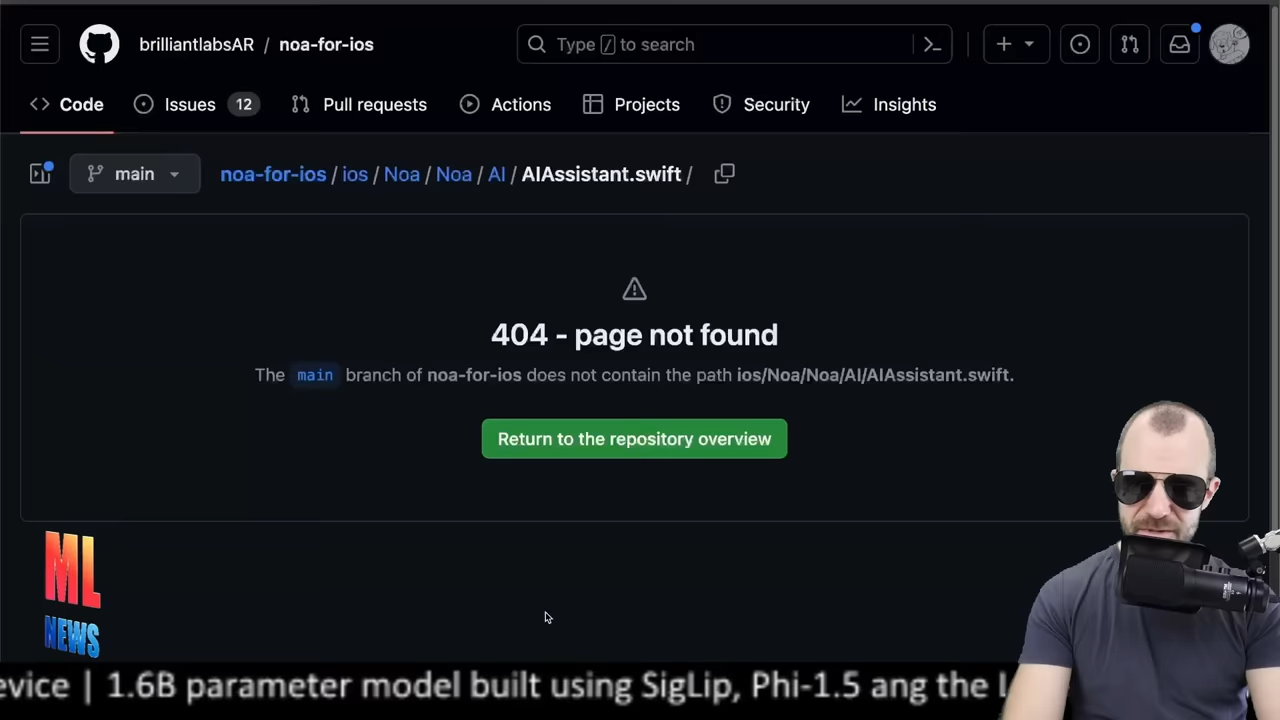 brilliantlabsAR / noa-for-ios
Type / to search
Code
Issues 12
Pull requests
Actions
Projects
Security
Insights
main
noa-for-ios / ios / Noa / Noa / AI / AIAssistant.swift /
404 - page not found
The main branch of noa-for-ios does not contain the path ios/Noa/Noa/AI/AIAssistant.swift.
Return to the repository overview
ML
NEWS
evice | 1.6B parameter model built using SigLip, Phi-1.5 ang the L